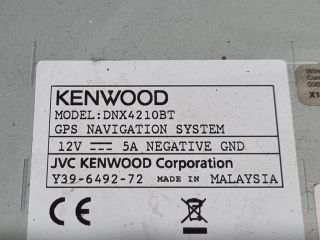 KENWOOD
MODEL:DNX4210BT
GPS NAVIGATION SYSTEM
12V ⎓ 5A NEGATIVE GND
JVC KENWOOD Corporation
Y39-6492-72 MADE IN MALAYSIA
CE